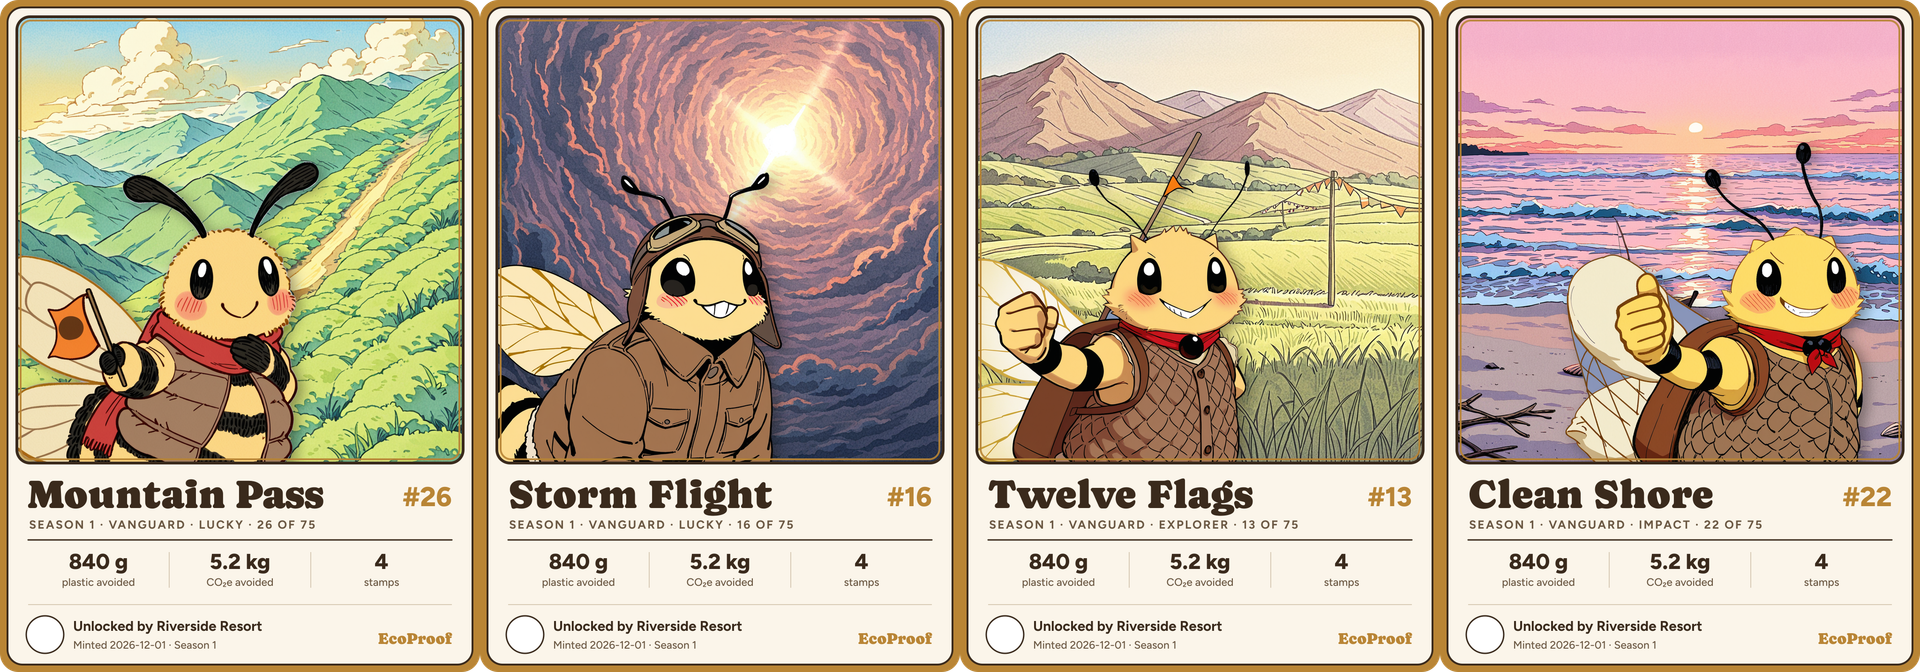 Mountain Pass #26
SEASON 1 · VANGUARD · LUCKY · 26 OF 75
840 g 5.2 kg 4
plastic avoided CO₂e avoided stamps
Unlocked by Riverside Resort
Minted 2026-12-01 · Season 1
EcoProof
Storm Flight #16
SEASON 1 · VANGUARD · LUCKY · 16 OF 75
840 g 5.2 kg 4
plastic avoided CO₂e avoided stamps
Unlocked by Riverside Resort
Minted 2026-12-01 · Season 1
EcoProof
Twelve Flags #13
SEASON 1 · VANGUARD · EXPLORER · 13 OF 75
840 g 5.2 kg 4
plastic avoided CO₂e avoided stamps
Unlocked by Riverside Resort
Minted 2026-12-01 · Season 1
EcoProof
Clean Shore #22
SEASON 1 · VANGUARD · IMPACT · 22 OF 75
840 g 5.2 kg 4
plastic avoided CO₂e avoided stamps
Unlocked by Riverside Resort
Minted 2026-12-01 · Season 1
EcoProof